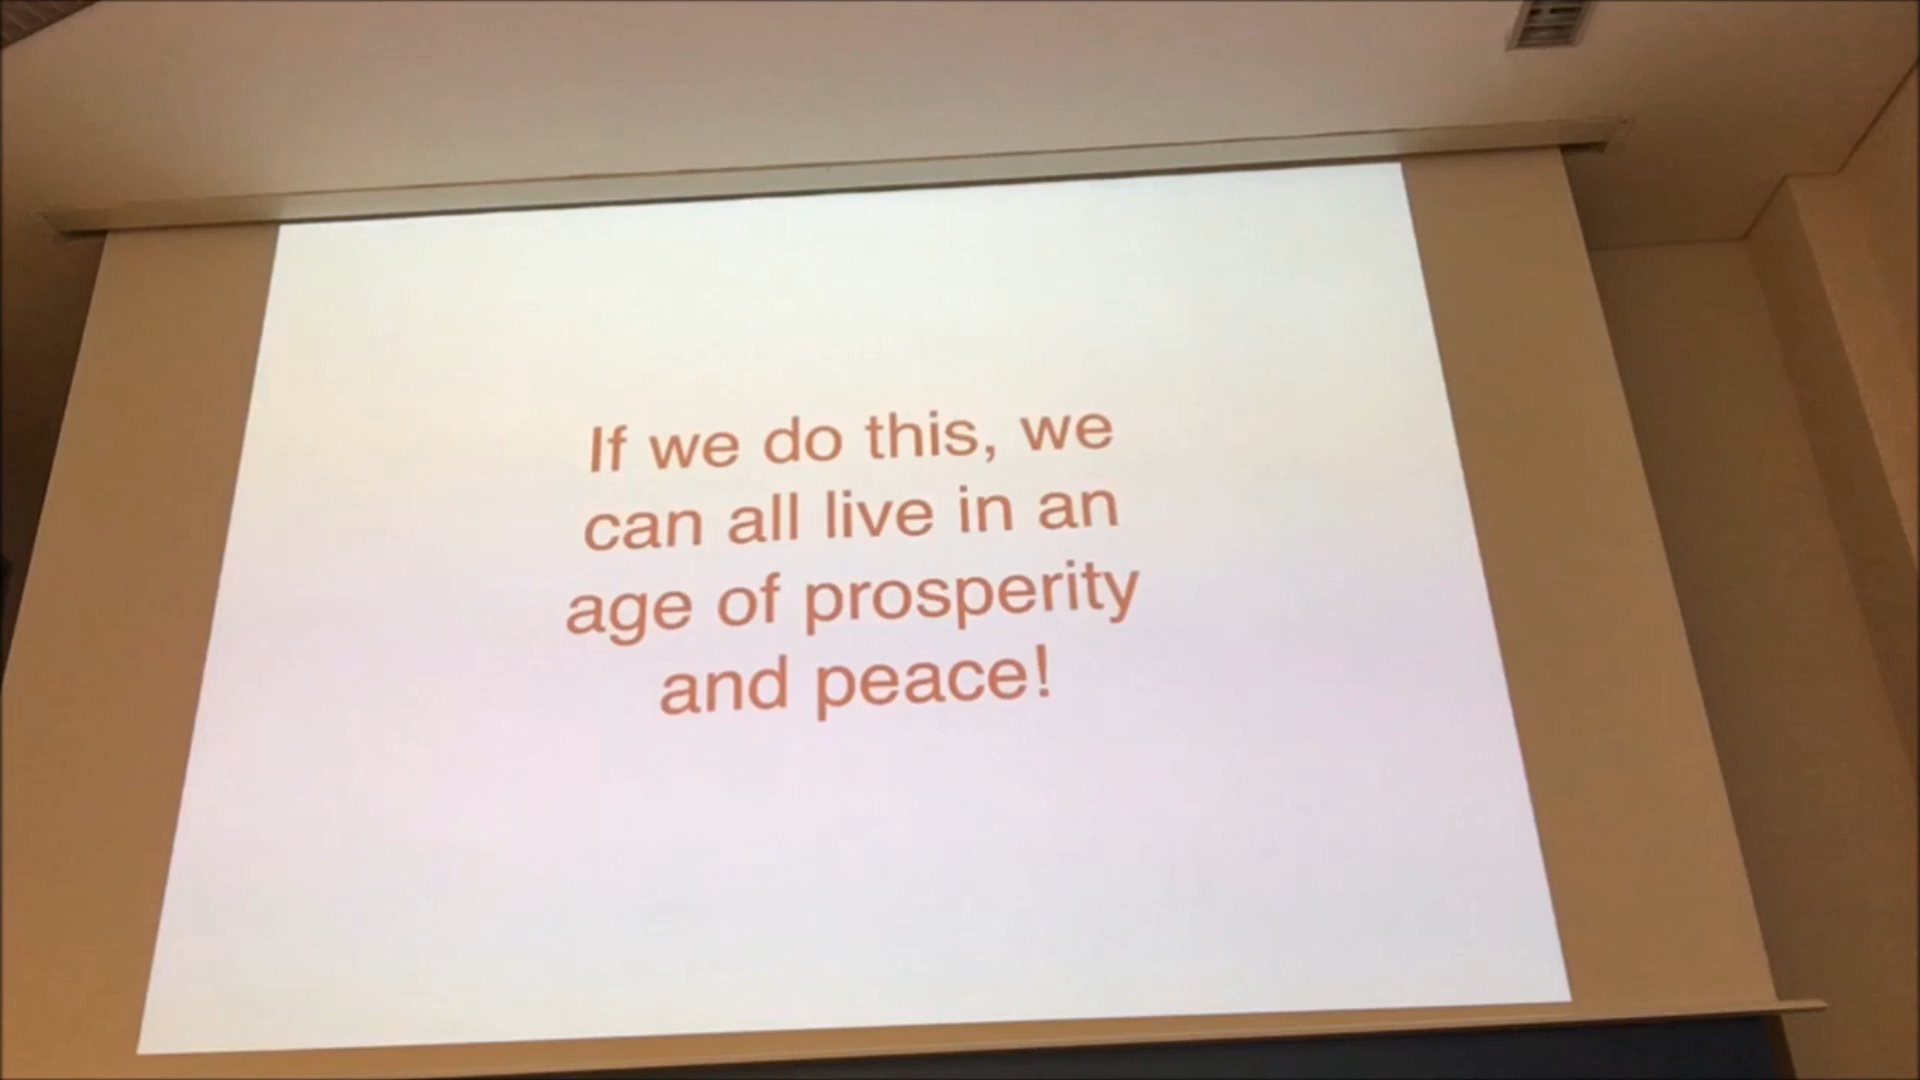 If we do this, we
can all live in an
age of prosperity
and peace!